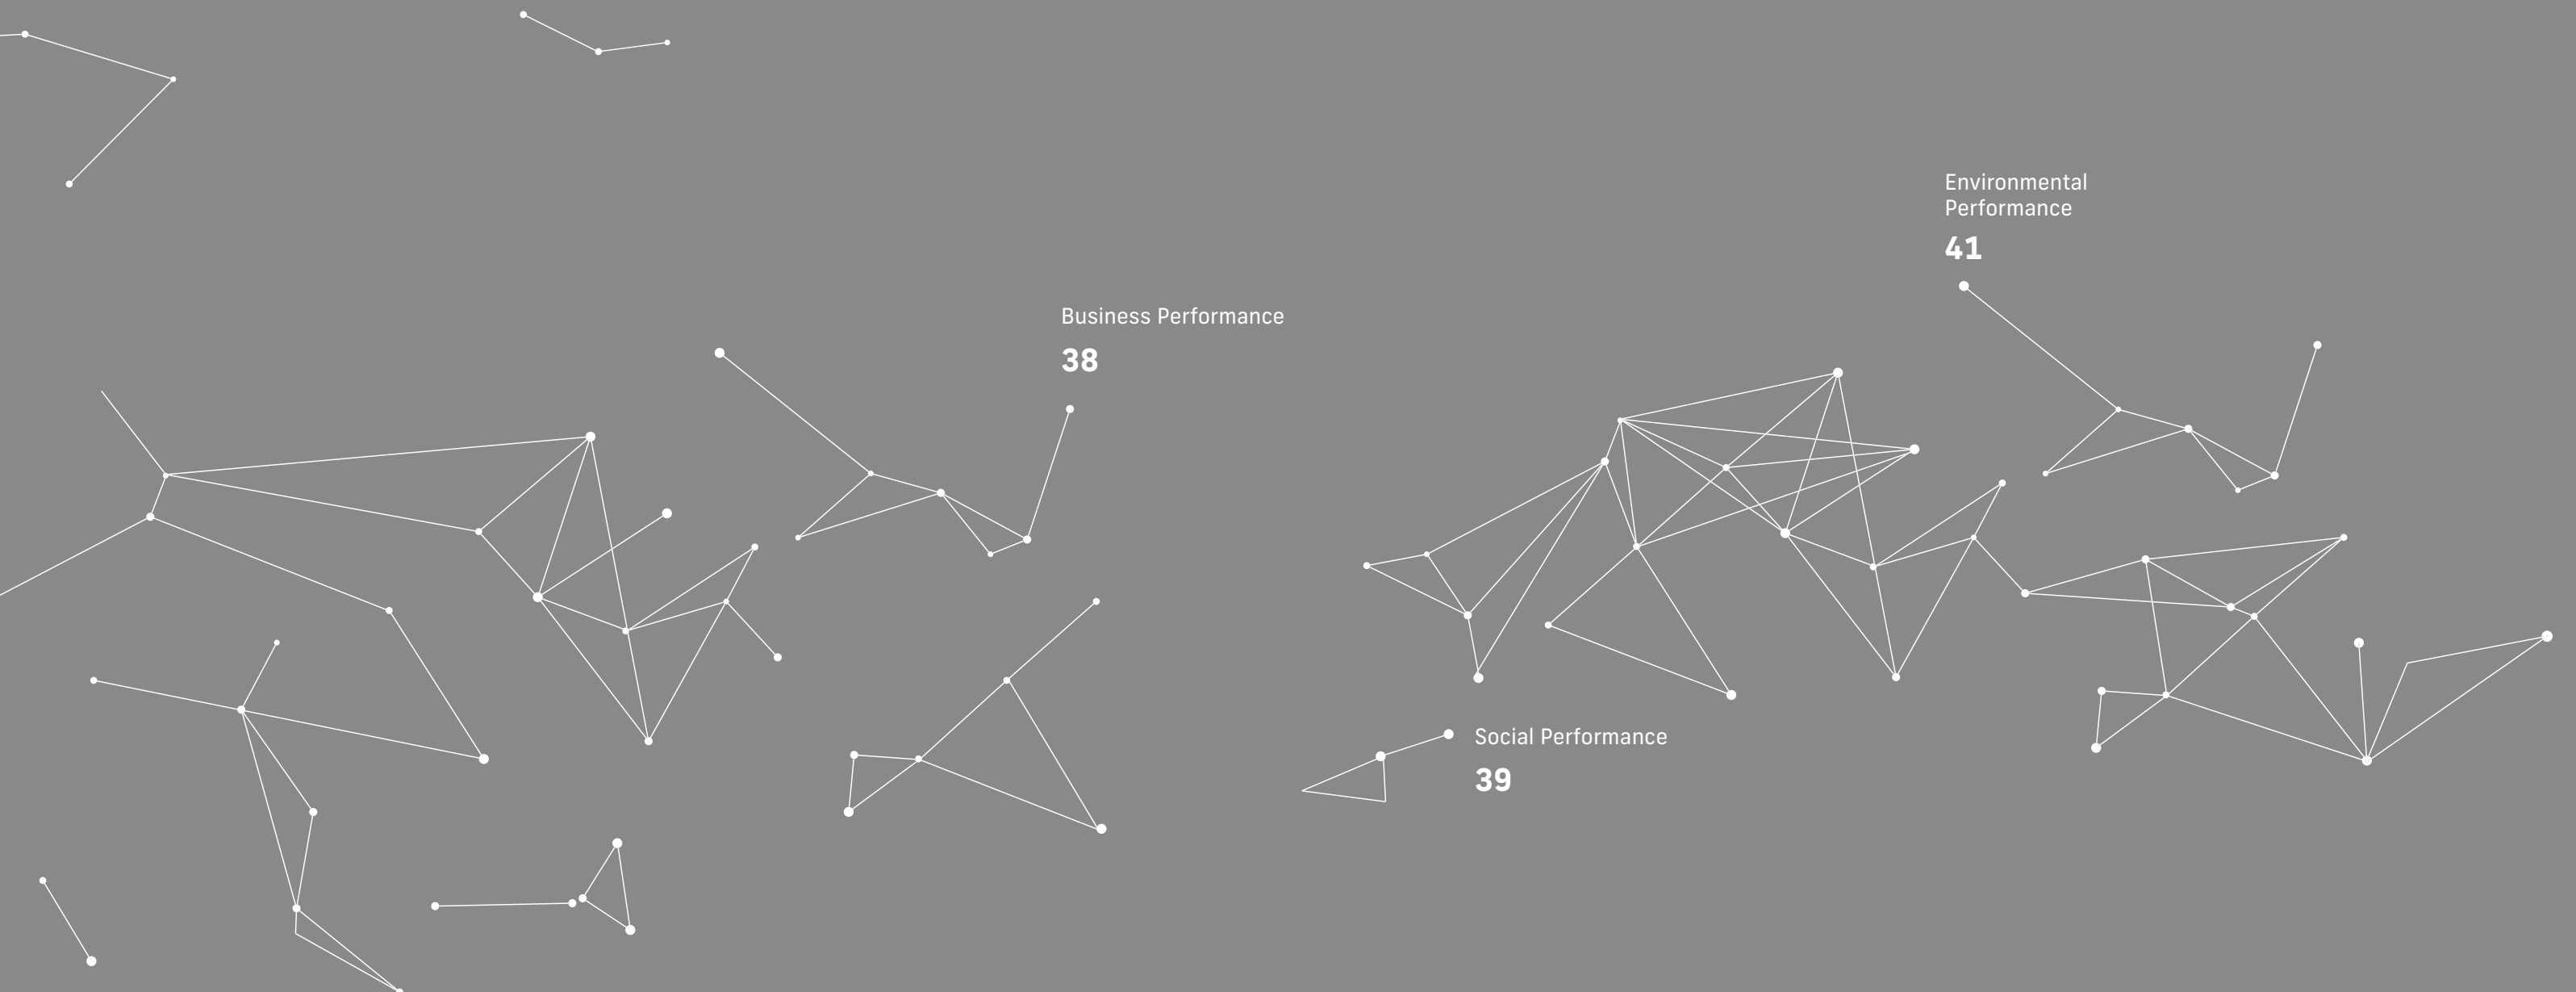 Environmental
Performance
41
Business Performance
38
Social Performance
39